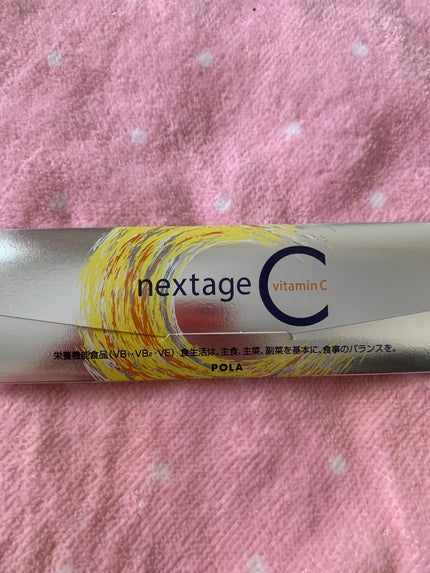 nextage C vitamin C
栄養機能食品(VB₁・VB₂・VE) 食生活は、主食、主菜、副菜を基本に、食事のバランスを。
POLA